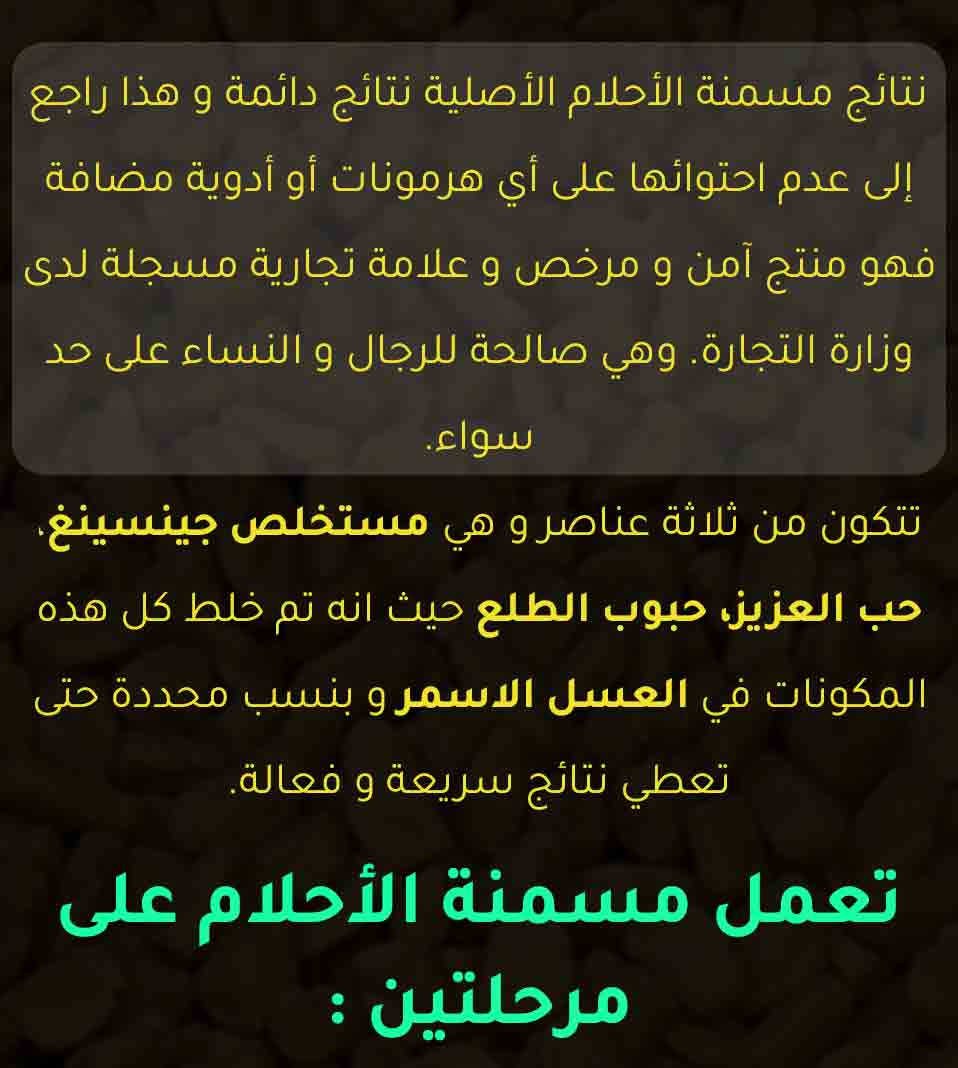 نتائج مسمنة الأحلام الأصلية نتائج دائمة و هذا راجع
إلى عدم احتوائها على أي هرمونات أو أدوية مضافة
فهو منتج آمن و مرخص و علامة تجارية مسجلة لدى
وزارة التجارة. وهي صالحة للرجال و النساء على حد
سواء.
تتكون من ثلاثة عناصر و هي مستخلص جينسينغ،
حب العزيز، حبوب الطلع حيث انه تم خلط كل هذه
المكونات في العسل الاسمر و بنسب محددة حتى
تعطي نتائج سريعة و فعالة.
تعمل مسمنة الأحلام على
مرحلتين :